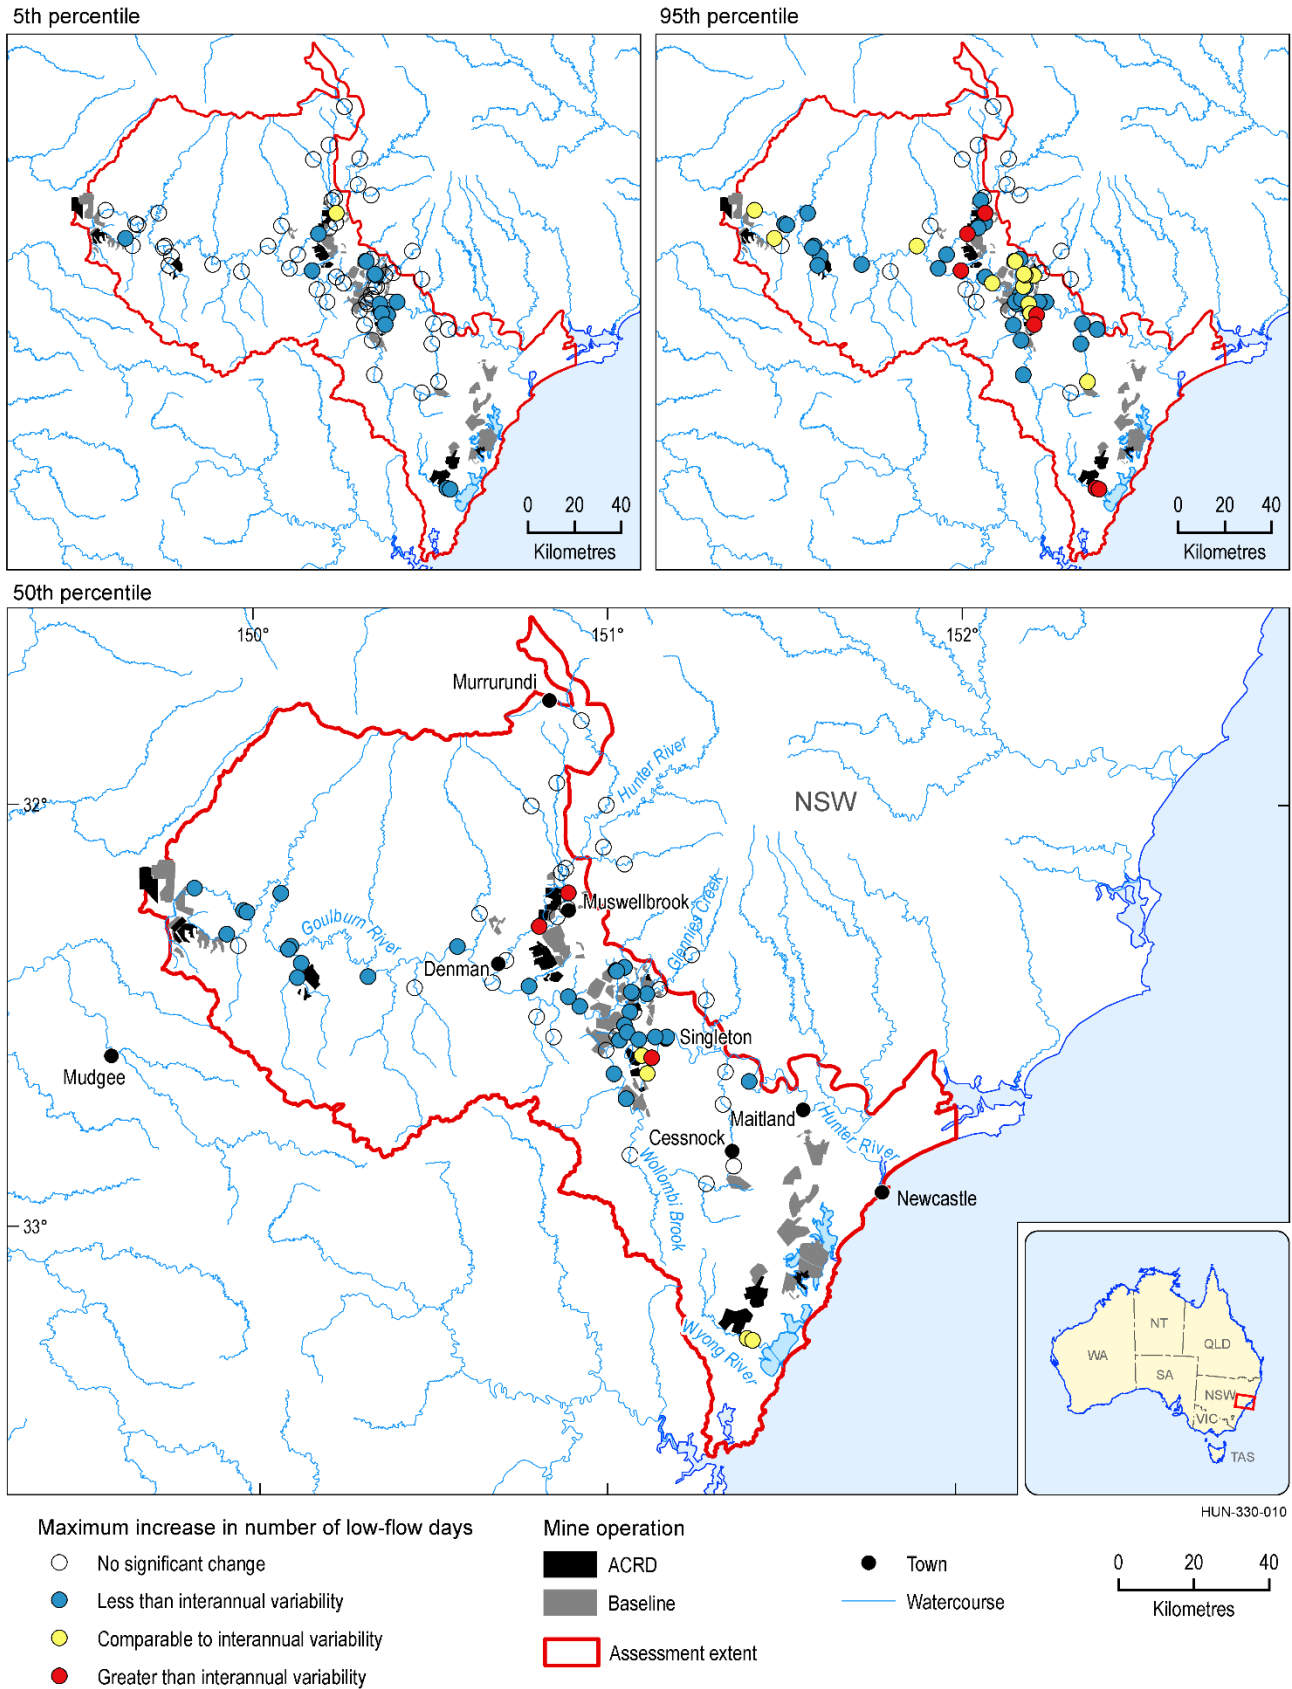 5th percentile
95th percentile
0 20 40
Kilometres
0 20 40
Kilometres
50th percentile
150°
151°
152°
Murrurundi
Hunter River
32°
NSW
Muswellbrook
Glennies Creek
Goulburn River
Denman
Singleton
Mudgee
Maitland
Hunter River
Cessnock
Wollombi Brook
Newcastle
33°
Wyong River
NT
QLD
WA
SA
NSW
VIC
TAS
HUN-330-010
Maximum increase in number of low-flow days
No significant change
Less than interannual variability
Comparable to interannual variability
Greater than interannual variability
Mine operation
ACRD
Baseline
Assessment extent
Town
Watercourse
0 20 40
Kilometres